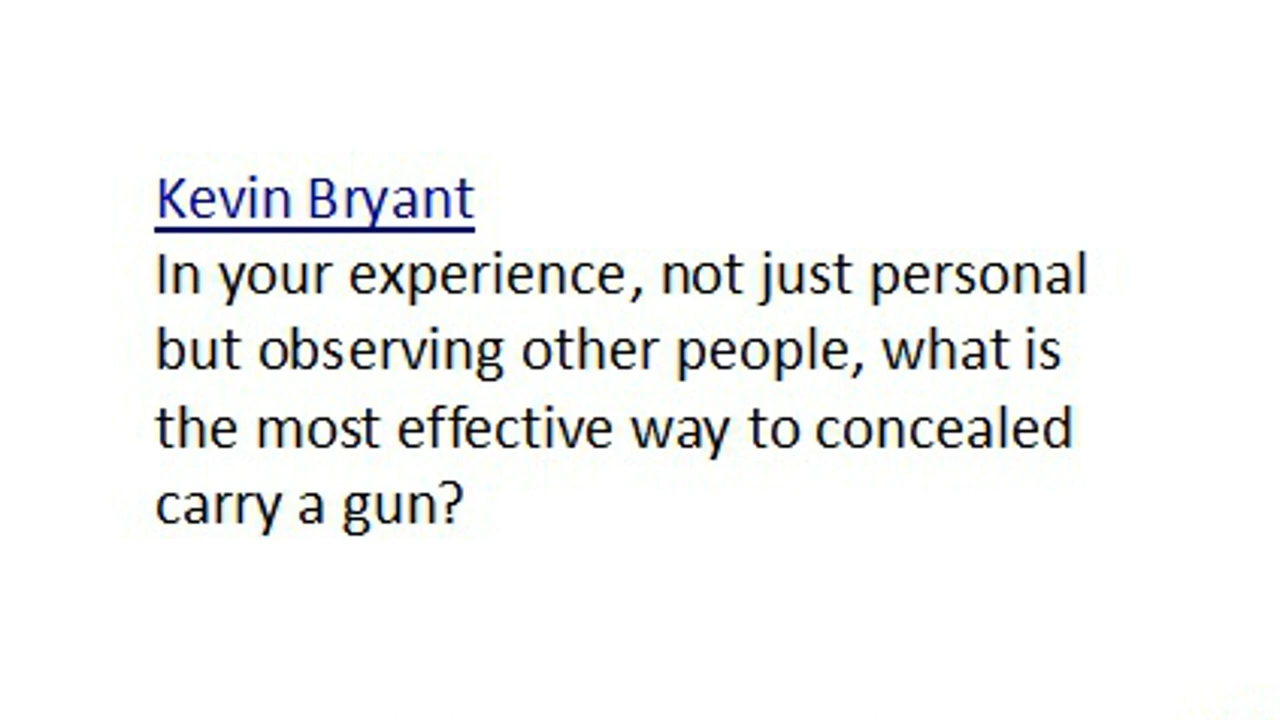 Kevin Bryant
In your experience, not just personal
but observing other people, what is
the most effective way to concealed
carry a gun?